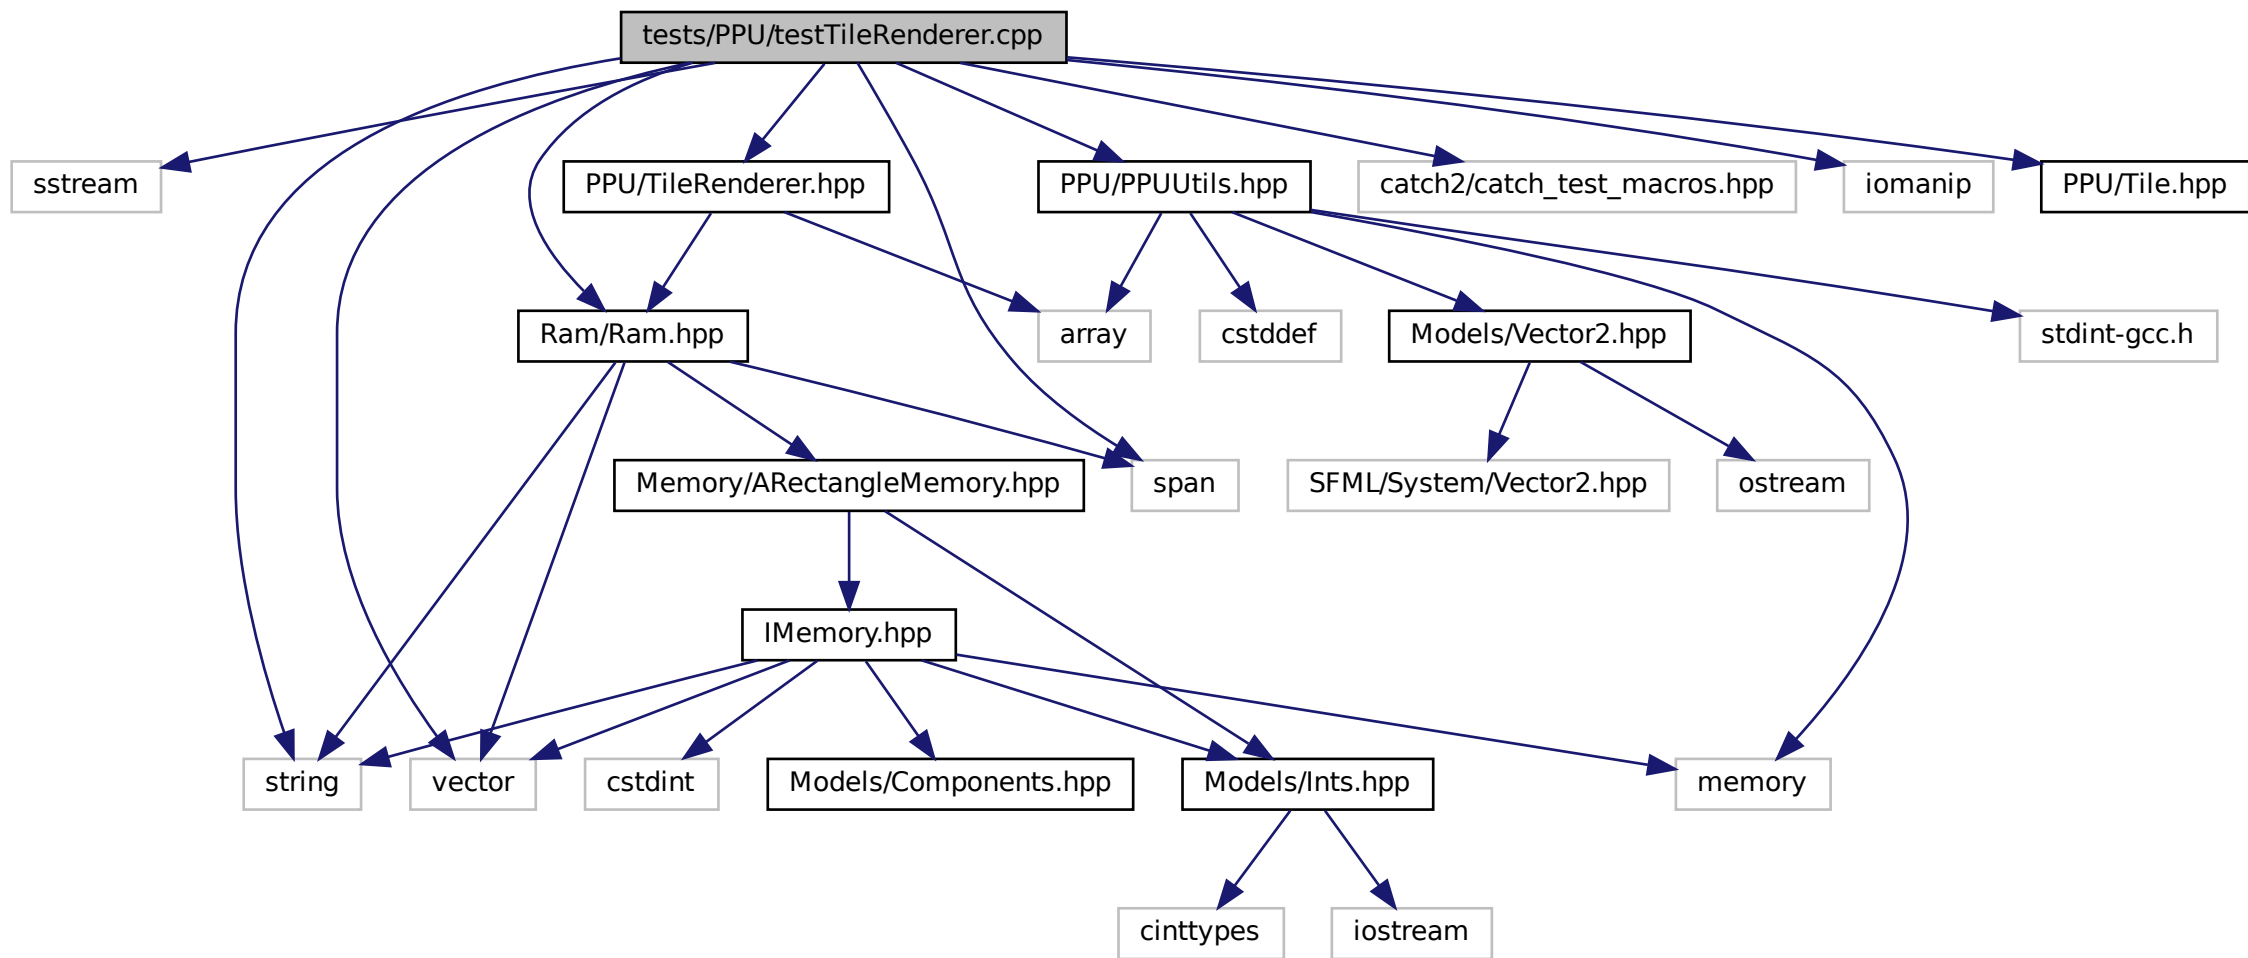 tests/PPU/testTileRenderer.cpp
sstream
PPU/TileRenderer.hpp
PPU/PPUUtils.hpp
catch2/catch_test_macros.hpp
iomanip
PPU/Tile.hpp
Ram/Ram.hpp
array
cstddef
Models/Vector2.hpp
stdint-gcc.h
Memory/ARectangleMemory.hpp
span
SFML/System/Vector2.hpp
ostream
IMemory.hpp
string
vector
cstdint
Models/Components.hpp
Models/Ints.hpp
memory
cinttypes
iostream